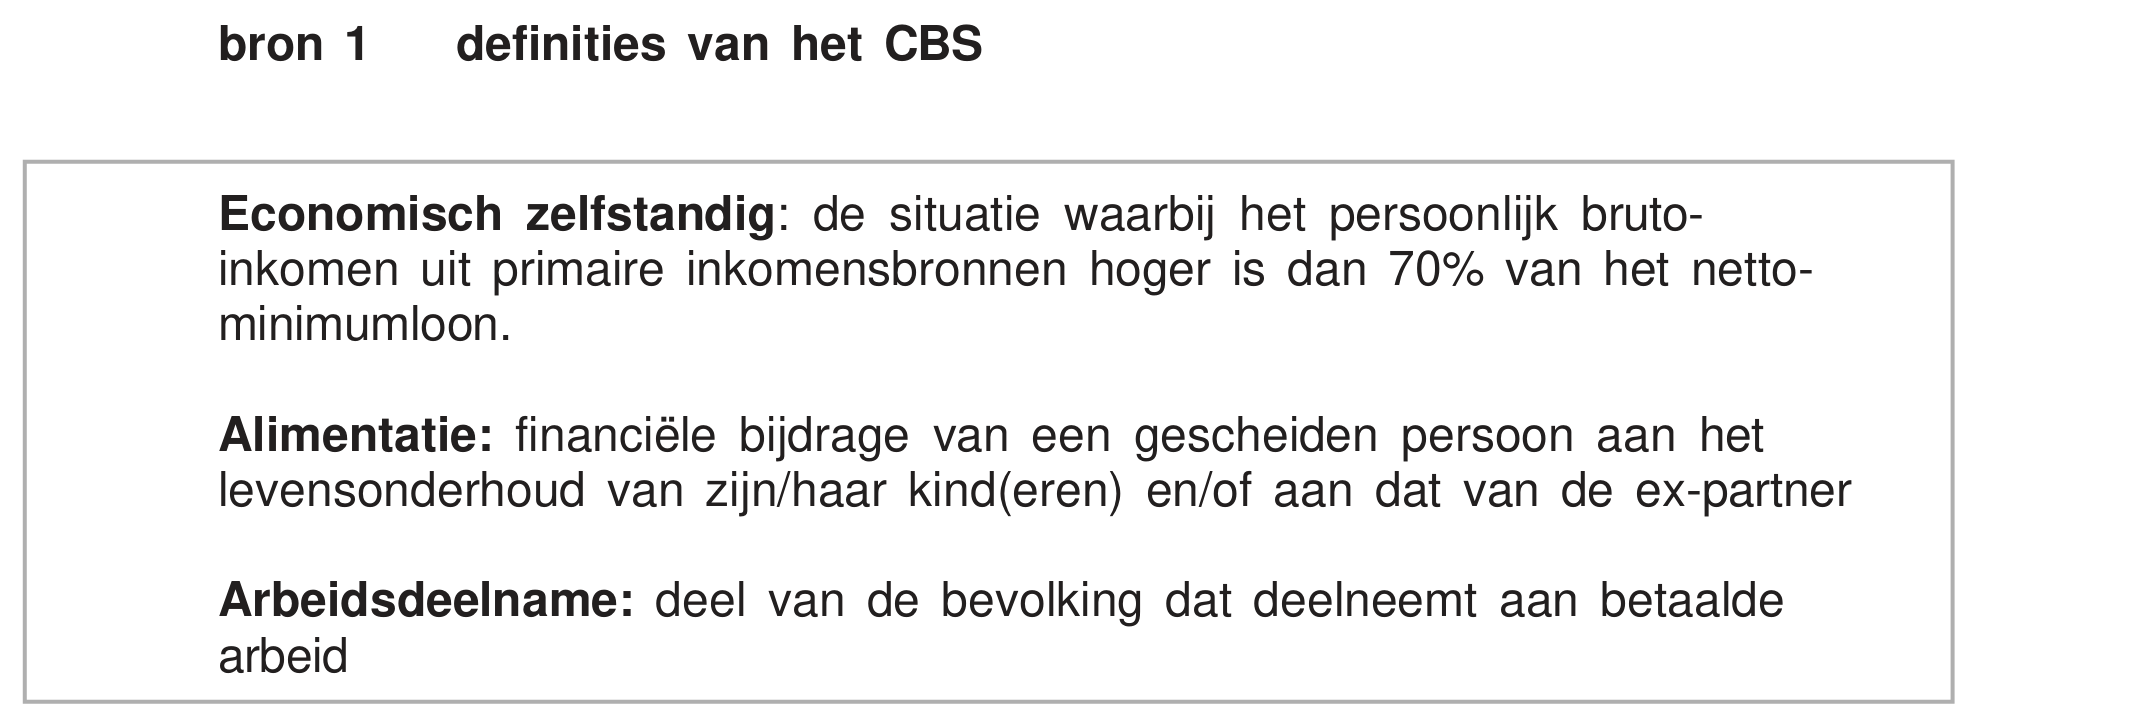 bron 1 definities van het CBS
Economisch zelfstandig: de situatie waarbij het persoonlijk bruto-
inkomen uit primaire inkomensbronnen hoger is dan 70% van het netto-
minimumloon.
Alimentatie: financiële bijdrage van een gescheiden persoon aan het
levensonderhoud van zijn/haar kind(eren) en/of aan dat van de ex-partner
Arbeidsdeelname: deel van de bevolking dat deelneemt aan betaalde
arbeid